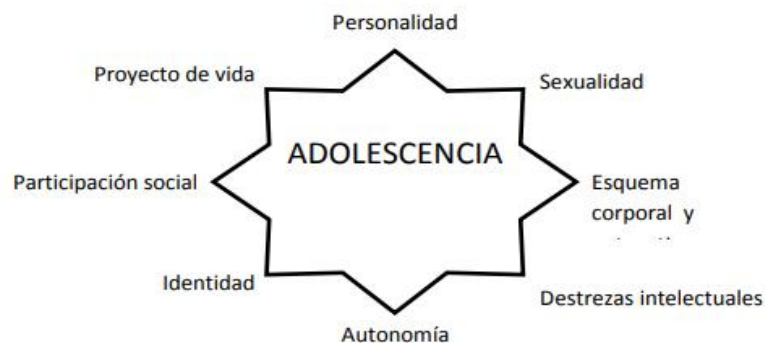 Personalidad
Proyecto de vida
Sexualidad
ADOLESCENCIA
Participación social
Esquema
corporal y
Identidad
Destrezas intelectuales
Autonomía